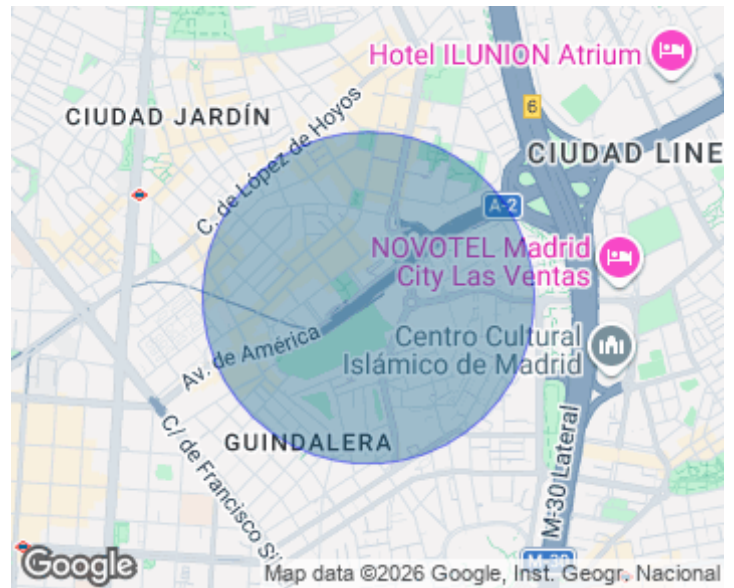 Hotel ILUNION Atrium
6
CIUDAD JARDÍN
C. de López de Hoyos
CIUDAD LINE
A-2
NOVOTEL Madrid
City Las Ventas
Centro Cultural
Islámico de Madrid
Av. de América
GUINDALERA
C/ de Francisco Si
M-30 Lateral
M-30
Google
Map data ©2026 Google, Inst. Geogr. Nacional